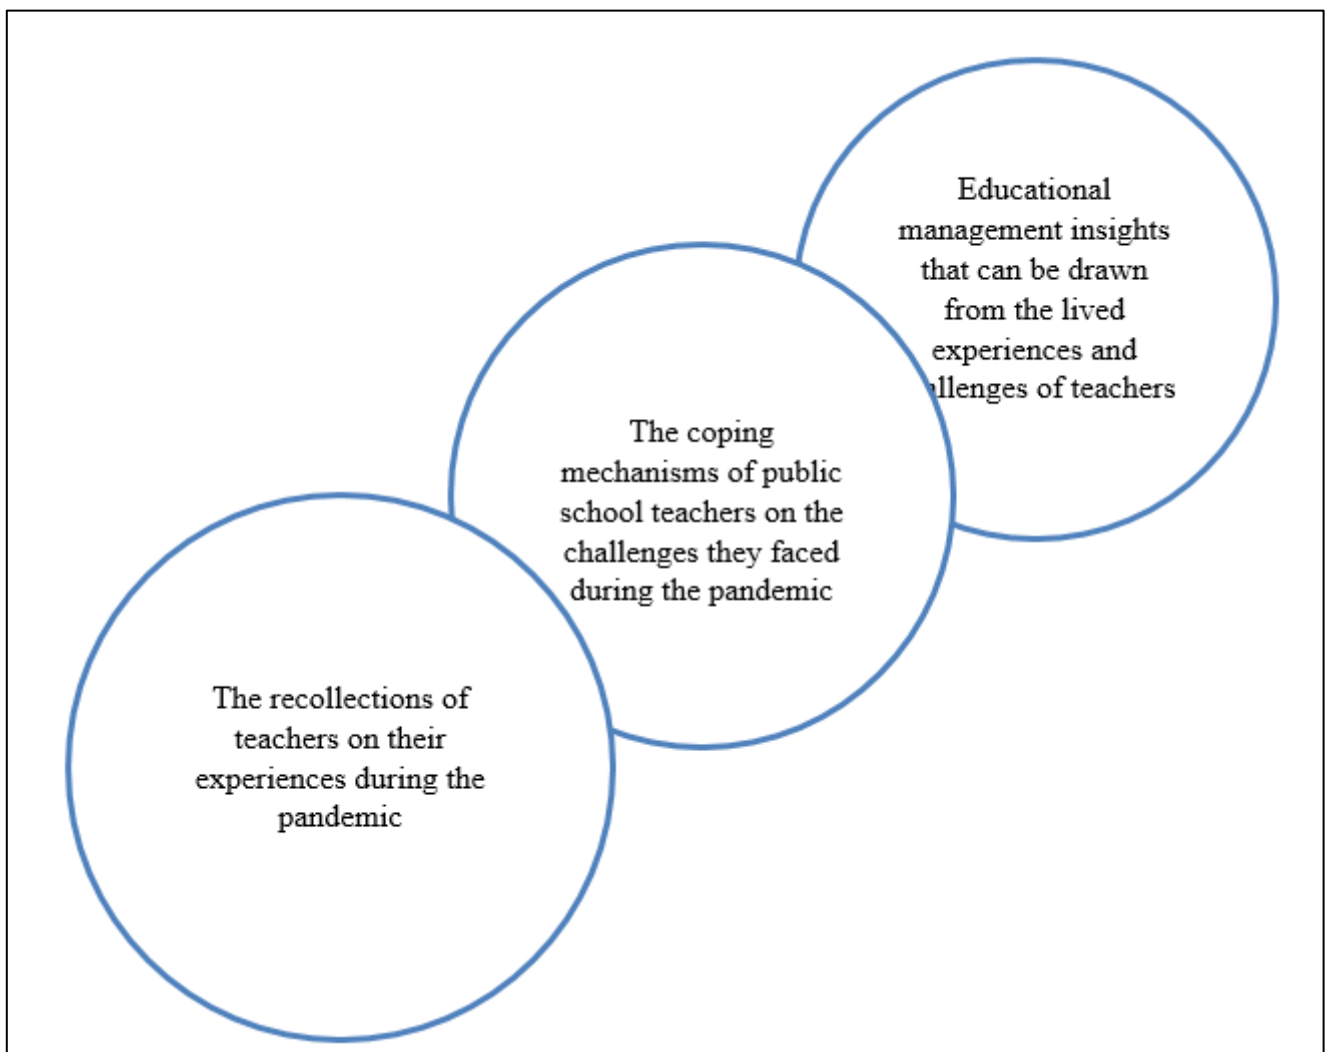 Educational
management insights
that can be drawn
from the lived
experiences and
of teachers
The coping
mechanisms of public
school teachers on the
challenges they faced
during the pandemic
The recollections of
teachers on their
experiences during the
pandemic